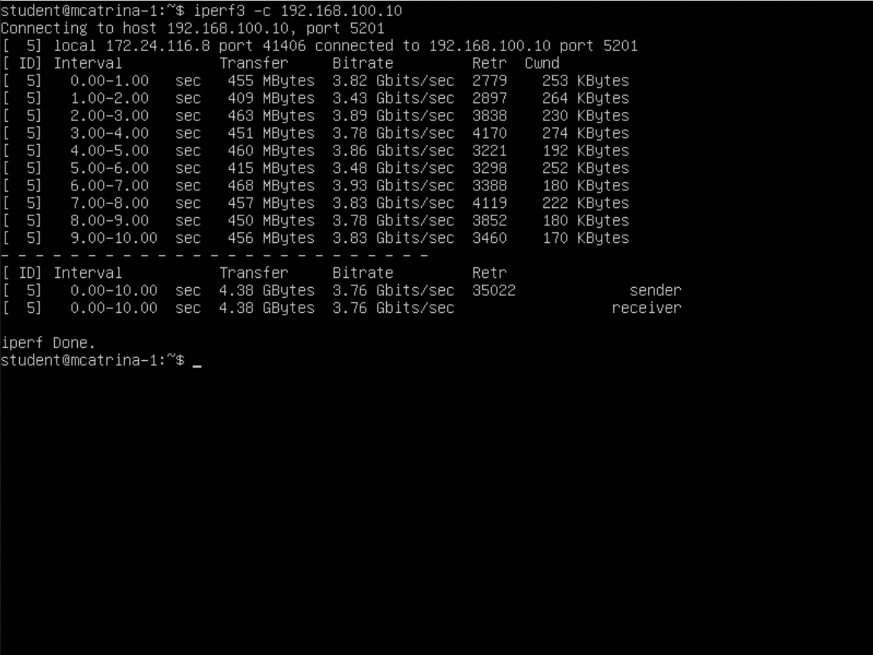 student@mcatrina-1:~$ iperf3 -c 192.168.100.10
Connecting to host 192.168.100.10, port 5201
[  5] local 172.24.116.8 port 41406 connected to 192.168.100.10 port 5201
[ ID] Interval           Transfer     Bitrate         Retr  Cwnd
[  5]   0.00-1.00   sec   455 MBytes  3.82 Gbits/sec  2779    253 KBytes
[  5]   1.00-2.00   sec   409 MBytes  3.43 Gbits/sec  2897    264 KBytes
[  5]   2.00-3.00   sec   463 MBytes  3.89 Gbits/sec  3838    230 KBytes
[  5]   3.00-4.00   sec   451 MBytes  3.78 Gbits/sec  4170    274 KBytes
[  5]   4.00-5.00   sec   460 MBytes  3.86 Gbits/sec  3221    192 KBytes
[  5]   5.00-6.00   sec   415 MBytes  3.48 Gbits/sec  3298    252 KBytes
[  5]   6.00-7.00   sec   468 MBytes  3.93 Gbits/sec  3388    180 KBytes
[  5]   7.00-8.00   sec   457 MBytes  3.83 Gbits/sec  4119    222 KBytes
[  5]   8.00-9.00   sec   450 MBytes  3.78 Gbits/sec  3852    180 KBytes
[  5]   9.00-10.00  sec   456 MBytes  3.83 Gbits/sec  3460    170 KBytes
- - - - - - - - - - - - - - - - - - - - - - - - -
[ ID] Interval           Transfer     Bitrate         Retr
[  5]   0.00-10.00  sec  4.38 GBytes  3.76 Gbits/sec  35022             sender
[  5]   0.00-10.00  sec  4.38 GBytes  3.76 Gbits/sec                  receiver
iperf Done.
student@mcatrina-1:~$ _